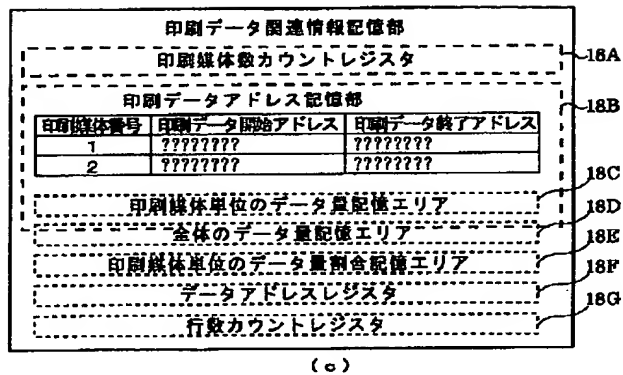 印刷データ関連情報記憶部
印刷媒体数カウントレジスタ
18A
印刷データアドレス記憶部
18B
印刷媒体番号 印刷データ開始アドレス 印刷データ終了アドレス
1 ???????? ????????
2 ???????? ????????
18C
印刷媒体単位のデータ量記憶エリア
18D
全体のデータ量記憶エリア
18E
印刷媒体単位のデータ量割合記憶エリア
18F
データアドレスレジスタ
18G
行数カウントレジスタ
(c)